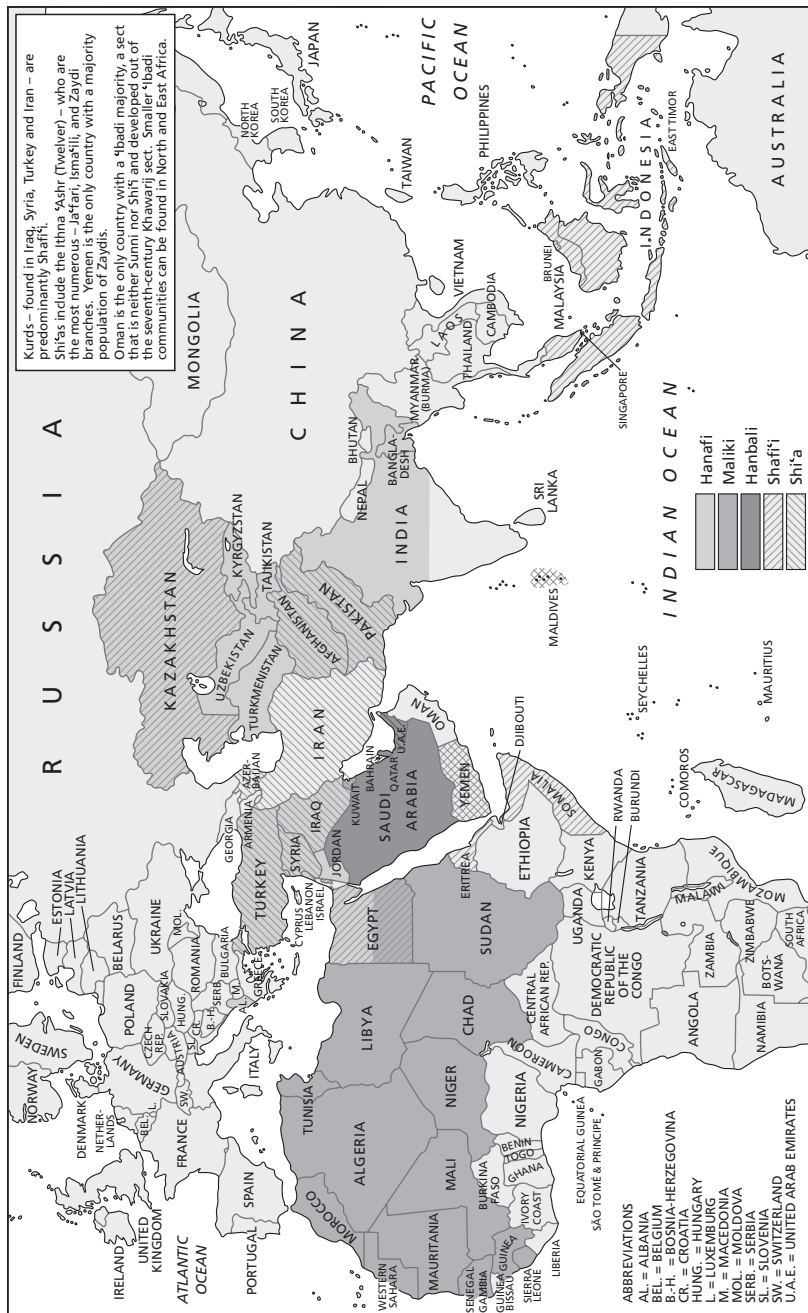 Kurds – found in Iraq, Syria, Turkey and Iran – are
predominantly Shafiʿi.
Shiʿas include the Ithna ʿAshr (Twelver) – who are
the most numerous – Jaʿfari, Ismaʿili, and Zaydi
branches. Yemen is the only country with a majority
population of Zaydis.
Oman is the only country with a ʿIbadi majority, a sect
that is neither Sunni nor Shiʿi and developed out of
the seventh-century Khawarij sect. Smaller ʿIbadi
communities can be found in North and East Africa.
RUSSIA
FINLAND
NORWAY
SWEDEN
ESTONIA
LATVIA
LITHUANIA
DENMARK
IRELAND
UNITED
KINGDOM
NETHER-
LANDS
BEL.
L.
GERMANY
POLAND
BELARUS
UKRAINE
CZECH
REP.
SLOVAKIA
AUSTRIA
HUNG.
MOL.
ROMANIA
FRANCE
SW.
SL.
CR.
B.-H.
SERB.
BULGARIA
AL.
M.
GREECE
ITALY
SPAIN
PORTUGAL
ATLANTIC
OCEAN
KAZAKHSTAN
MONGOLIA
CHINA
NORTH
KOREA
SOUTH
KOREA
JAPAN
PACIFIC
OCEAN
TAIWAN
GEORGIA
ARMENIA
AZER-
BAIJAN
UZBEKISTAN
TURKMENISTAN
KYRGYZSTAN
TAJIKISTAN
AFGHANISTAN
PAKISTAN
TURKEY
CYPRUS
LEBANON
ISRAEL
SYRIA
JORDAN
IRAQ
IRAN
KUWAIT
BAHRAIN
QATAR
U.A.E.
SAUDI
ARABIA
OMAN
YEMEN
NEPAL
BHUTAN
BANGLA-
DESH
INDIA
SRI
LANKA
MALDIVES
MYANMAR
(BURMA)
LAOS
THAILAND
VIETNAM
CAMBODIA
PHILIPPINES
BRUNEI
MALAYSIA
SINGAPORE
INDONESIA
EAST TIMOR
AUSTRALIA
INDIAN OCEAN
MOROCCO
WESTERN
SAHARA
ALGERIA
TUNISIA
LIBYA
EGYPT
MAURITANIA
MALI
NIGER
CHAD
SUDAN
ERITREA
DJIBOUTI
ETHIOPIA
SOMALIA
SENEGAL
GAMBIA
GUINEA
BISSAU
GUINEA
SIERRA
LEONE
LIBERIA
IVORY
COAST
BURKINA
FASO
GHANA
TOGO
BENIN
NIGERIA
CAMEROON
CENTRAL
AFRICAN REP.
EQUATORIAL GUINEA
SÃO TOMÉ & PRINCIPE
GABON
CONGO
DEMOCRATIC
REPUBLIC
OF THE
CONGO
UGANDA
KENYA
RWANDA
BURUNDI
TANZANIA
ANGOLA
ZAMBIA
MALAWI
MOZAMBIQUE
ZIMBABWE
BOTS-
WANA
NAMIBIA
SOUTH
AFRICA
COMOROS
MADAGASCAR
SEYCHELLES
MAURITIUS
ABBREVIATIONS
AL. = ALBANIA
BEL. = BELGIUM
B-H. = BOSNIA-HERZEGOVINA
CR. = CROATIA
HUNG. = HUNGARY
L = LUXEMBURG
M. = MACEDONIA
MOL. = MOLDOVA
SERB. = SERBIA
SL. = SLOVENIA
SW. = SWITZERLAND
U.A.E. = UNITED ARAB EMIRATES
Hanafi
Maliki
Hanbali
Shafiʿi
Shiʿa